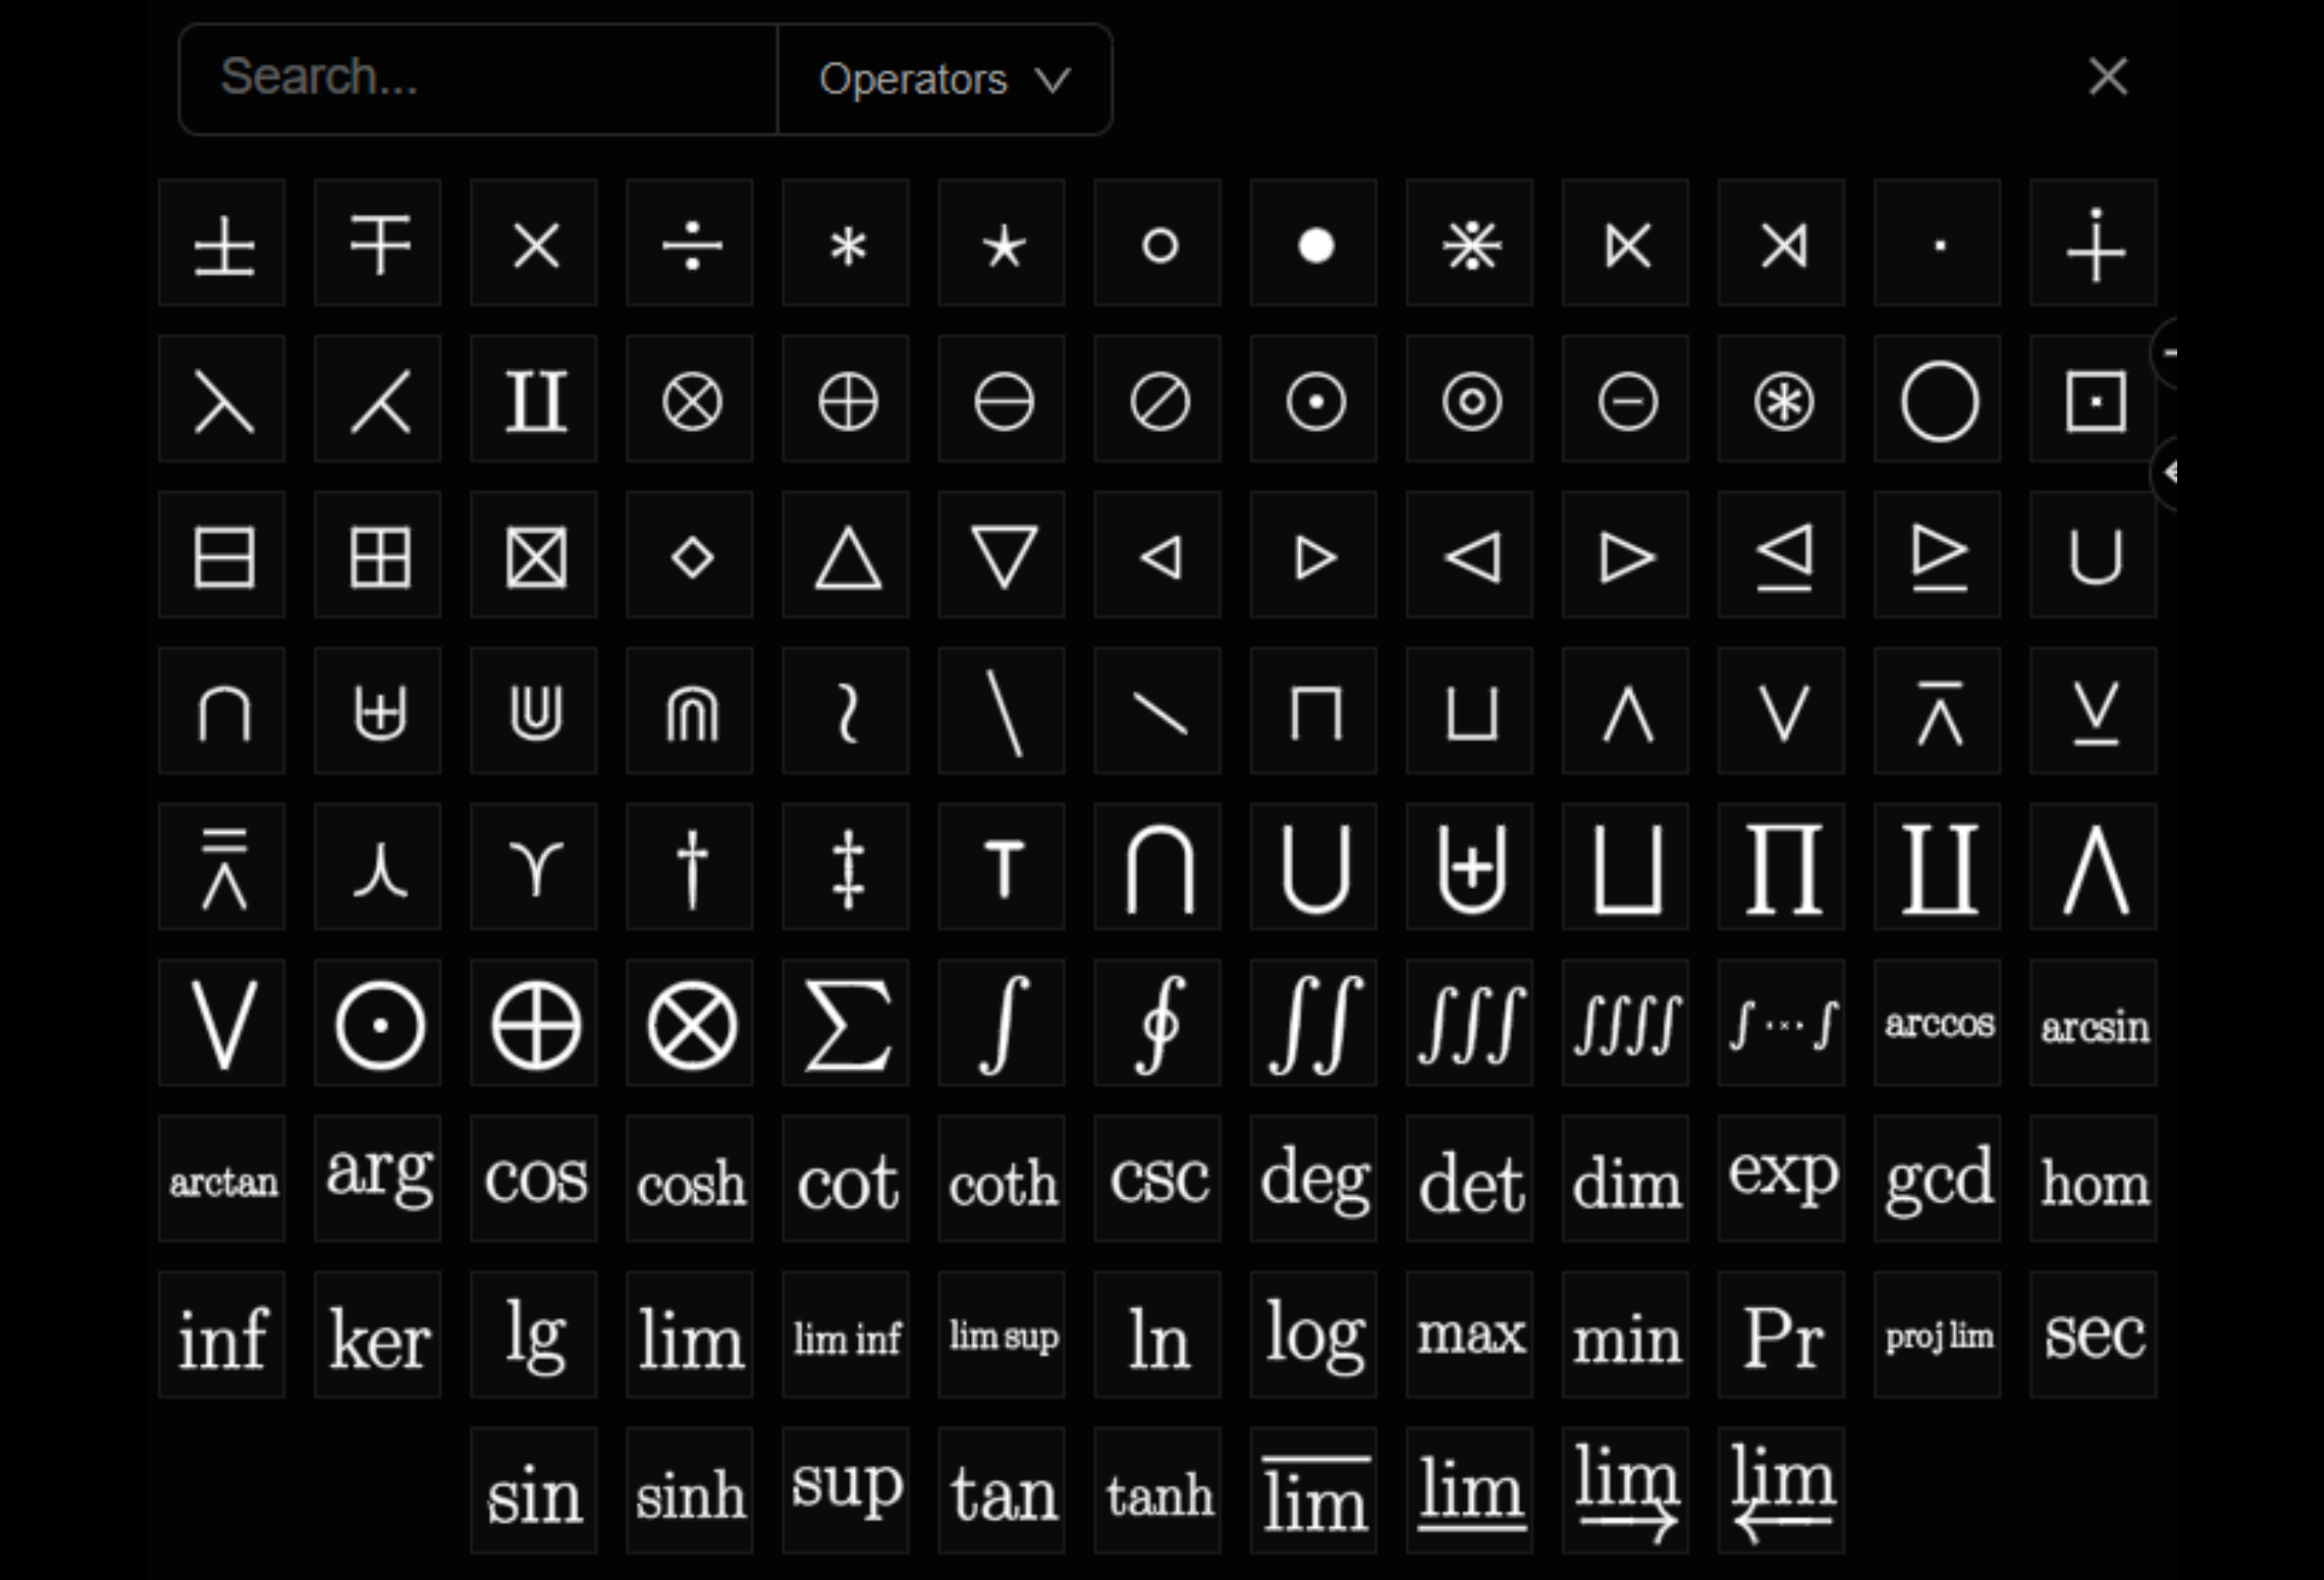 Search... Operators
± ∓ × ÷ ∗ ⋆ ∘ ● ⋇ ⋉ ⋊ ⋅ ∔
⋋ ⋌ ⨿ ⊗ ⊕ ⊖ ⊘ ⊙ ⊚ ⊝ ⊛ ◯ ⊡
⊟ ⊞ ⊠ ⋄ △ ▽ ◃ ▹ ⊲ ⊳ ⊴ ⊵ ∪
∩ ⊎ ⋓ ⋒ ≀ \ ∖ ⊓ ⊔ ∧ ∨ ⊼ ⊻
⩞ ⋏ ⋎ † ‡ ⊺ ⋂ ⋃ ⨄ ⨆ ∏ ∐ ⋀
⋁ ⨀ ⨁ ⨂ ∑ ∫ ∮ ∬ ∭ ⨌ ∫⋯∫ arccos arcsin
arctan arg cos cosh cot coth csc deg det dim exp gcd hom
inf ker lg lim lim inf lim sup ln log max min Pr proj lim sec
sin sinh sup tan tanh lim lim lim lim